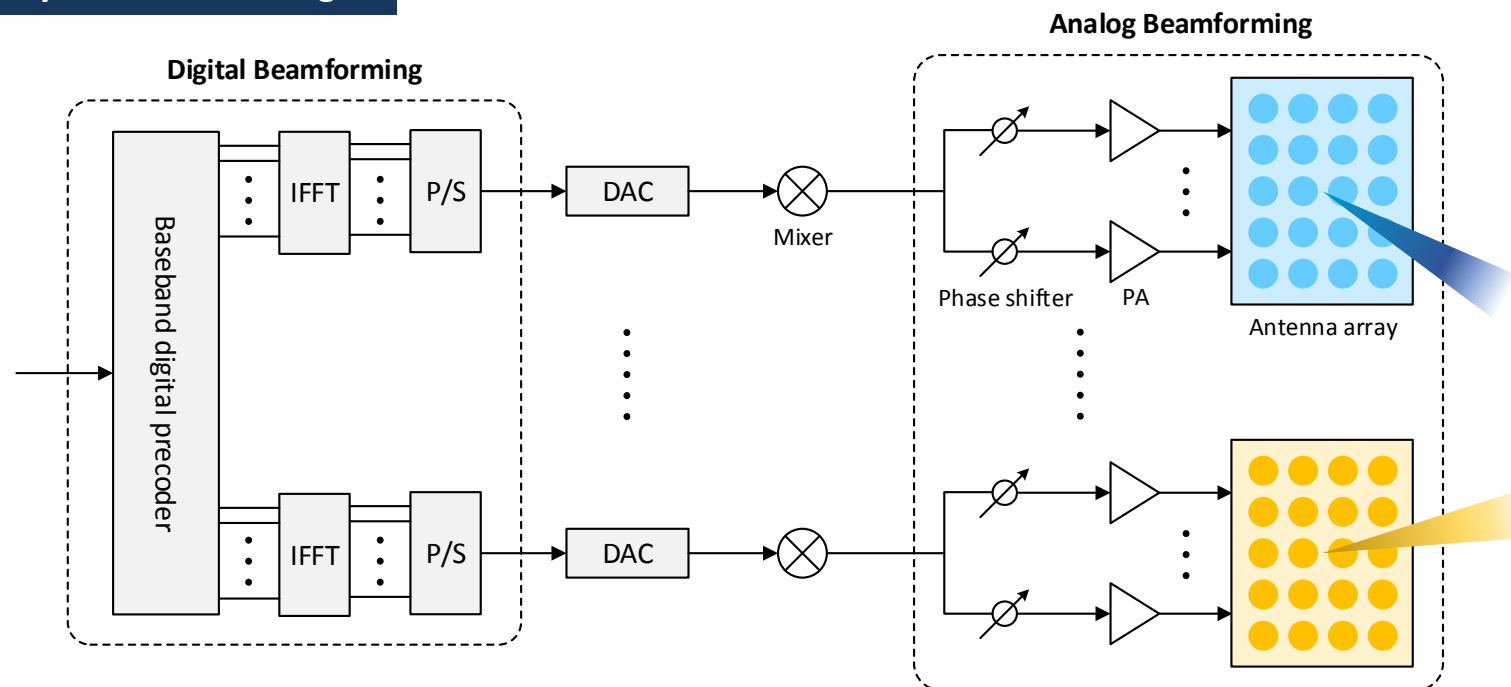 Analog Beamforming
Digital Beamforming
Baseband digital precoder
IFFT
P/S
DAC
Mixer
Phase shifter
PA
Antenna array
IFFT
P/S
DAC